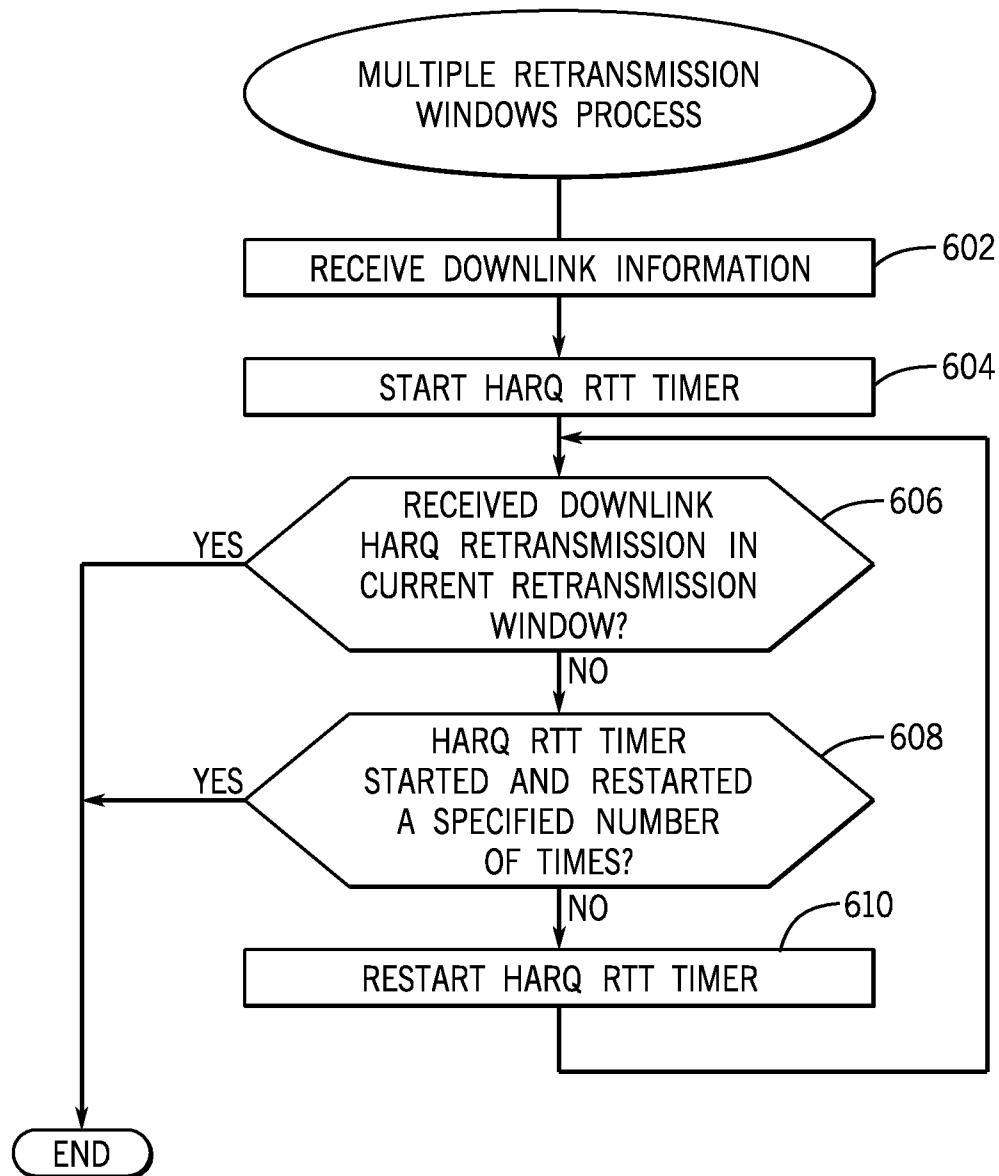 MULTIPLE RETRANSMISSION
WINDOWS PROCESS
602
RECEIVE DOWNLINK INFORMATION
604
START HARQ RTT TIMER
606
RECEIVED DOWNLINK
HARQ RETRANSMISSION IN
CURRENT RETRANSMISSION
WINDOW?
YES
NO
608
HARQ RTT TIMER
STARTED AND RESTARTED
A SPECIFIED NUMBER
OF TIMES?
YES
NO
610
RESTART HARQ RTT TIMER
END